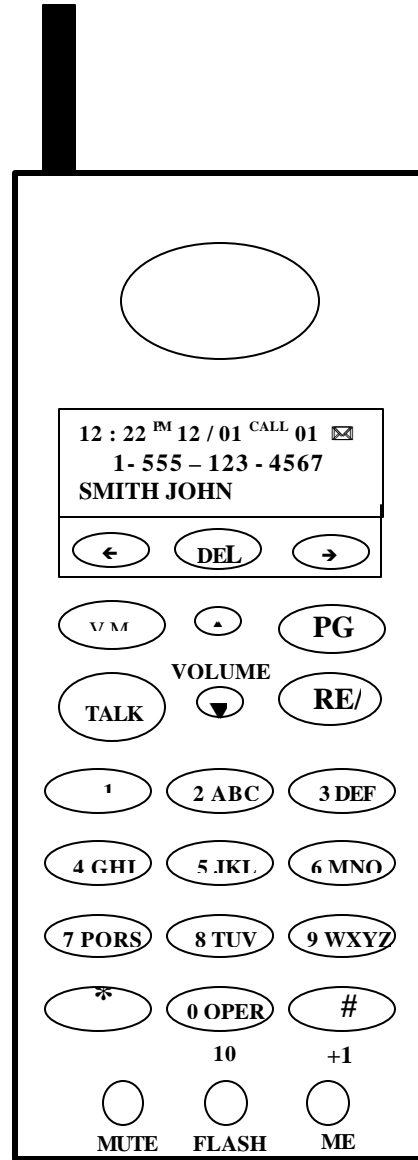 12 : 22 PM 12 / 01 CALL 01
1- 555 – 123 - 4567
SMITH JOHN
← DEL →
V M PG
VOLUME
TALK RE/
1 2 ABC 3 DEF
4 GHI 5 JKL 6 MNO
7 PQRS 8 TUV 9 WXYZ
* 0 OPER #
10 +1
MUTE FLASH ME